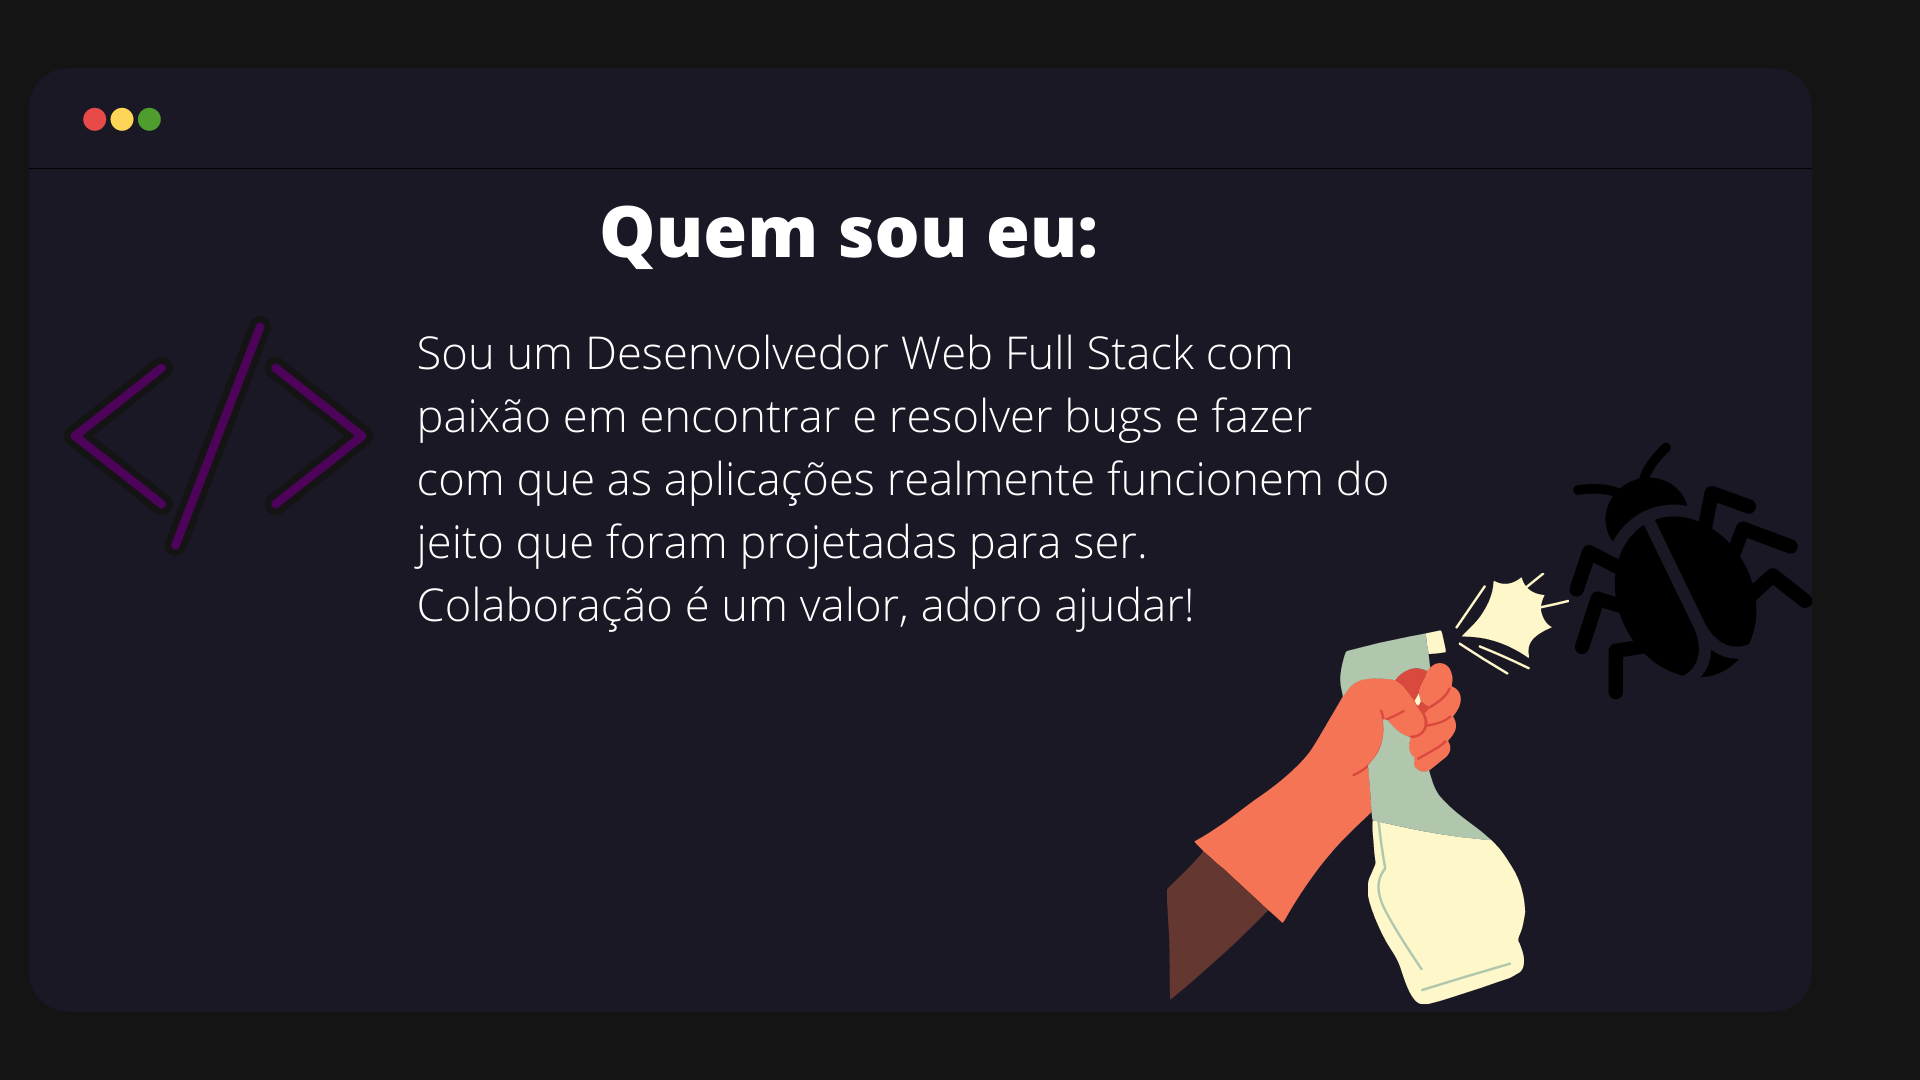 Quem sou eu:
Sou um Desenvolvedor Web Full Stack com
paixão em encontrar e resolver bugs e fazer
com que as aplicações realmente funcionem do
jeito que foram projetadas para ser.
Colaboração é um valor, adoro ajudar!